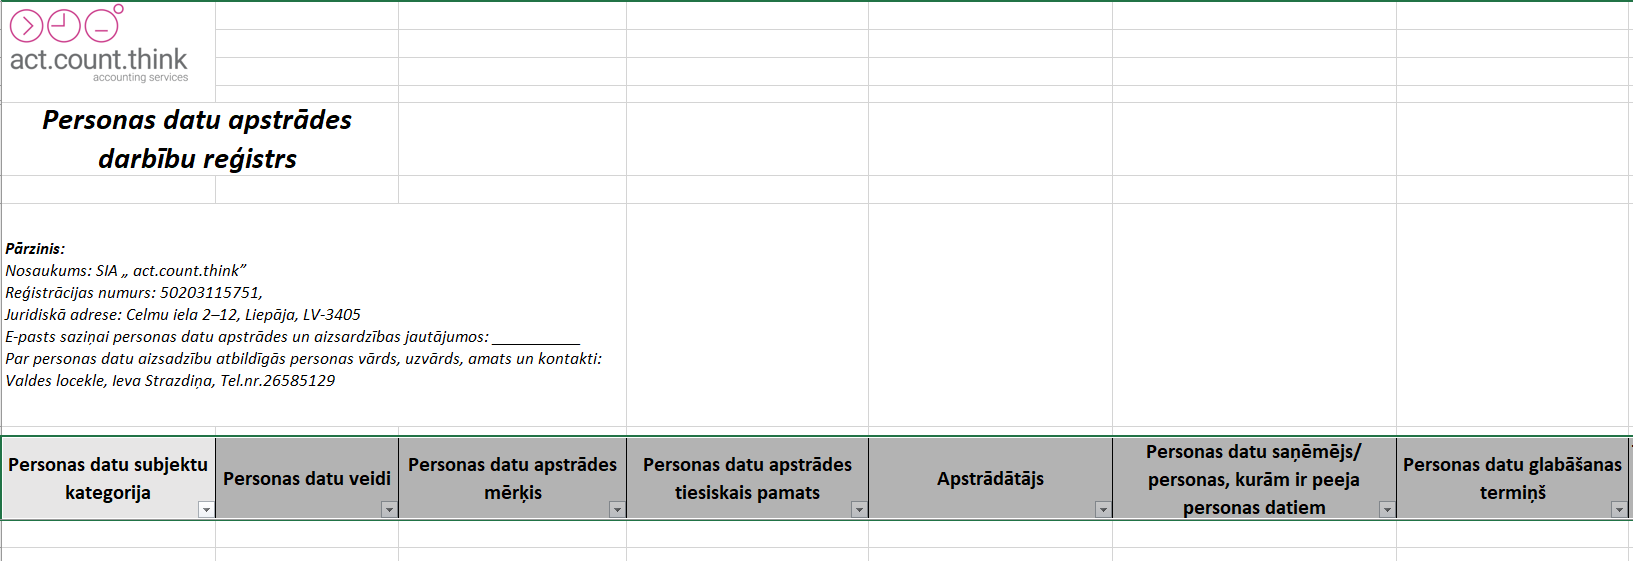 act.count.think
accounting services
Personas datu apstrādes
darbību reģistrs
Pārzinis:
Nosaukums: SIA „ act.count.think”
Reģistrācijas numurs: 50203115751,
Juridiskā adrese: Celmu iela 2–12, Liepāja, LV-3405
E-pasts saziņai personas datu apstrādes un aizsardzības jautājumos: ___________
Par personas datu aizsadzību atbildīgās personas vārds, uzvārds, amats un kontakti:
Valdes locekle, Ieva Strazdiņa, Tel.nr.26585129
Personas datu subjektu
kategorija
Personas datu veidi
Personas datu apstrādes
mērķis
Personas datu apstrādes
tiesiskais pamats
Apstrādātājs
Personas datu saņēmējs/
personas, kurām ir peeja
personas datiem
Personas datu glabāšanas
termiņš